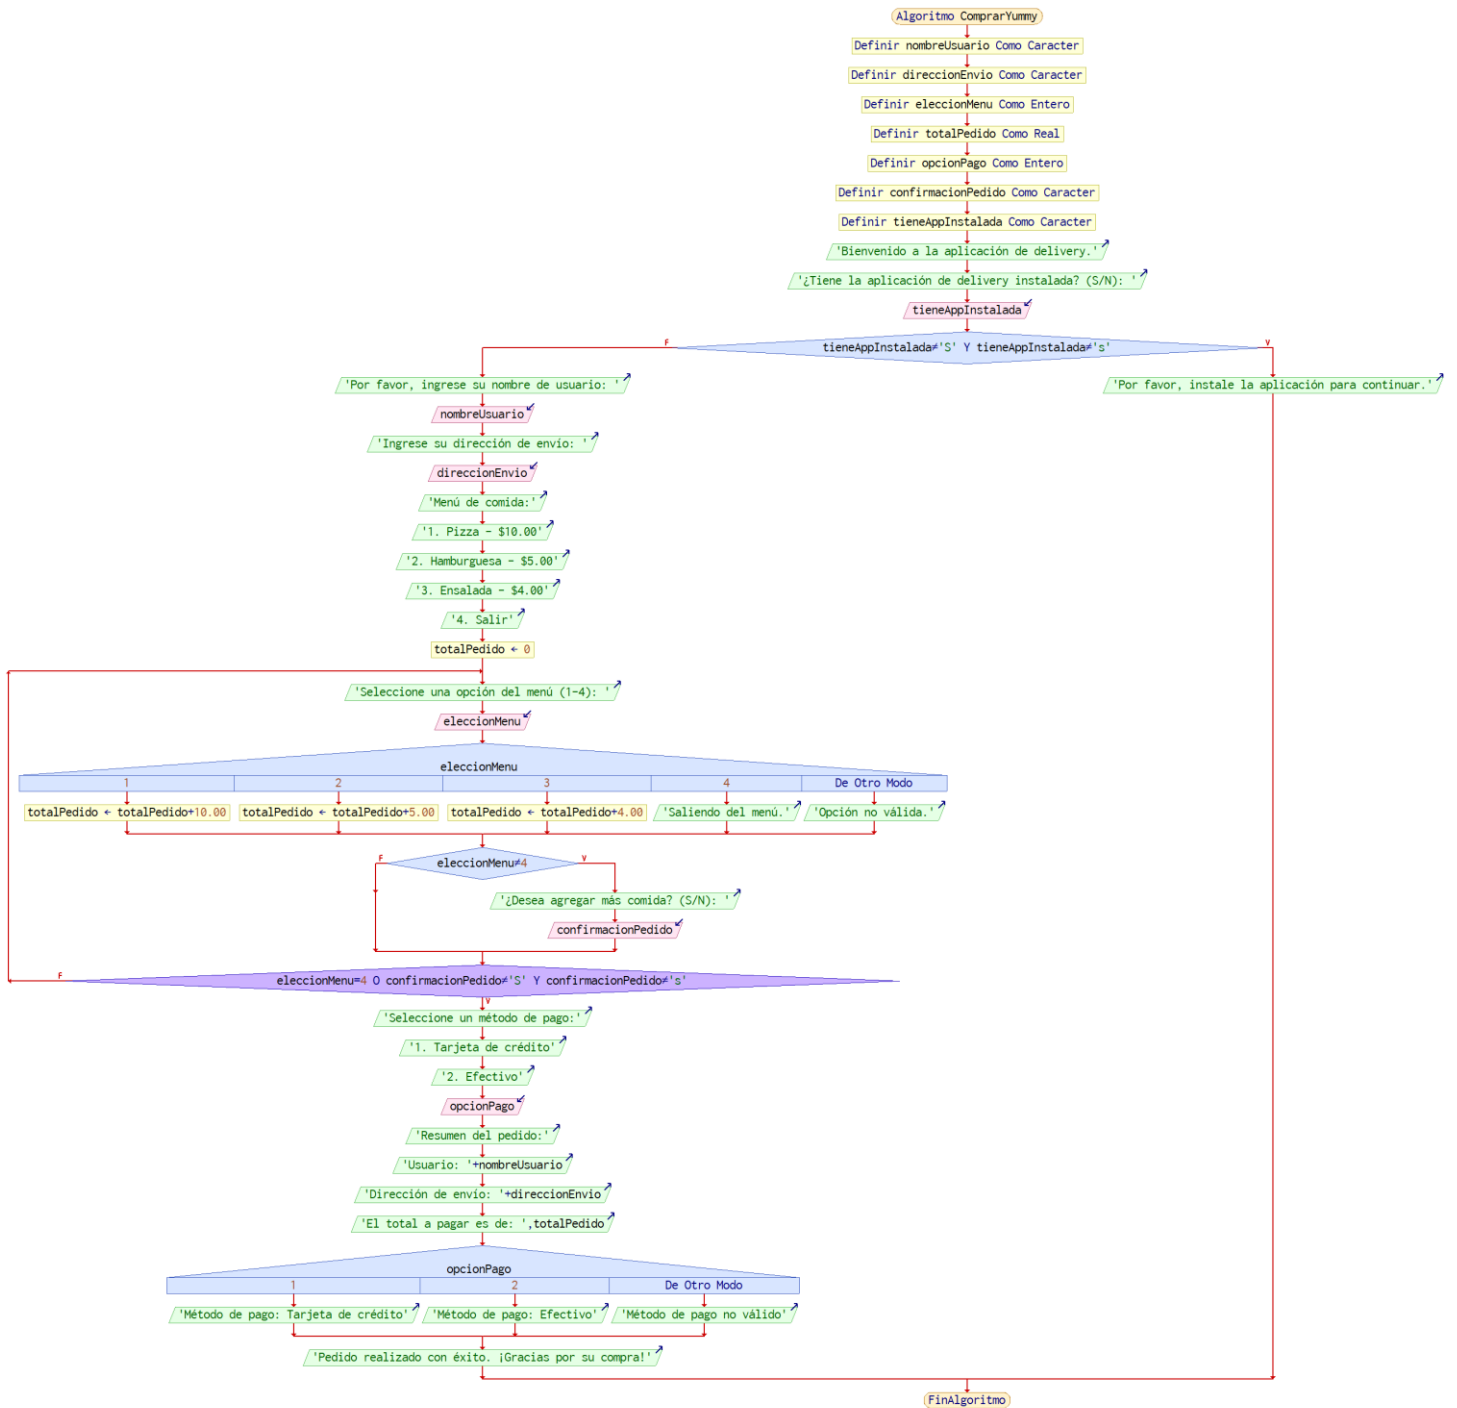 Algoritmo ComprarYummy
Definir nombreUsuario Como Caracter
Definir direccionEnvio Como Caracter
Definir eleccionMenu Como Entero
Definir totalPedido Como Real
Definir opcionPago Como Entero
Definir confirmacionPedido Como Caracter
Definir tieneAppInstalada Como Caracter
'Bienvenido a la aplicación de delivery.'
'¿Tiene la aplicación de delivery instalada? (S/N): '
tieneAppInstalada
tieneAppInstalada≠'S' Y tieneAppInstalada≠'s'
F
V
'Por favor, ingrese su nombre de usuario: '
'Por favor, instale la aplicación para continuar.'
nombreUsuario
'Ingrese su dirección de envío: '
direccionEnvio
'Menú de comida:'
'1. Pizza - $10.00'
'2. Hamburguesa - $5.00'
'3. Ensalada - $4.00'
'4. Salir'
totalPedido ← 0
'Seleccione una opción del menú (1-4): '
eleccionMenu
eleccionMenu
1
2
3
4
De Otro Modo
totalPedido ← totalPedido+10.00
totalPedido ← totalPedido+5.00
totalPedido ← totalPedido+4.00
'Saliendo del menú.'
'Opción no válida.'
F
eleccionMenu≠4
V
'¿Desea agregar más comida? (S/N): '
confirmacionPedido
F
eleccionMenu=4 O confirmacionPedido≠'S' Y confirmacionPedido≠'s'
V
'Seleccione un método de pago:'
'1. Tarjeta de crédito'
'2. Efectivo'
opcionPago
'Resumen del pedido:'
'Usuario: '+nombreUsuario
'Dirección de envío: '+direccionEnvio
'El total a pagar es de: ',totalPedido
opcionPago
1
2
De Otro Modo
'Método de pago: Tarjeta de crédito'
'Método de pago: Efectivo'
'Método de pago no válido'
'Pedido realizado con éxito. ¡Gracias por su compra!'
FinAlgoritmo